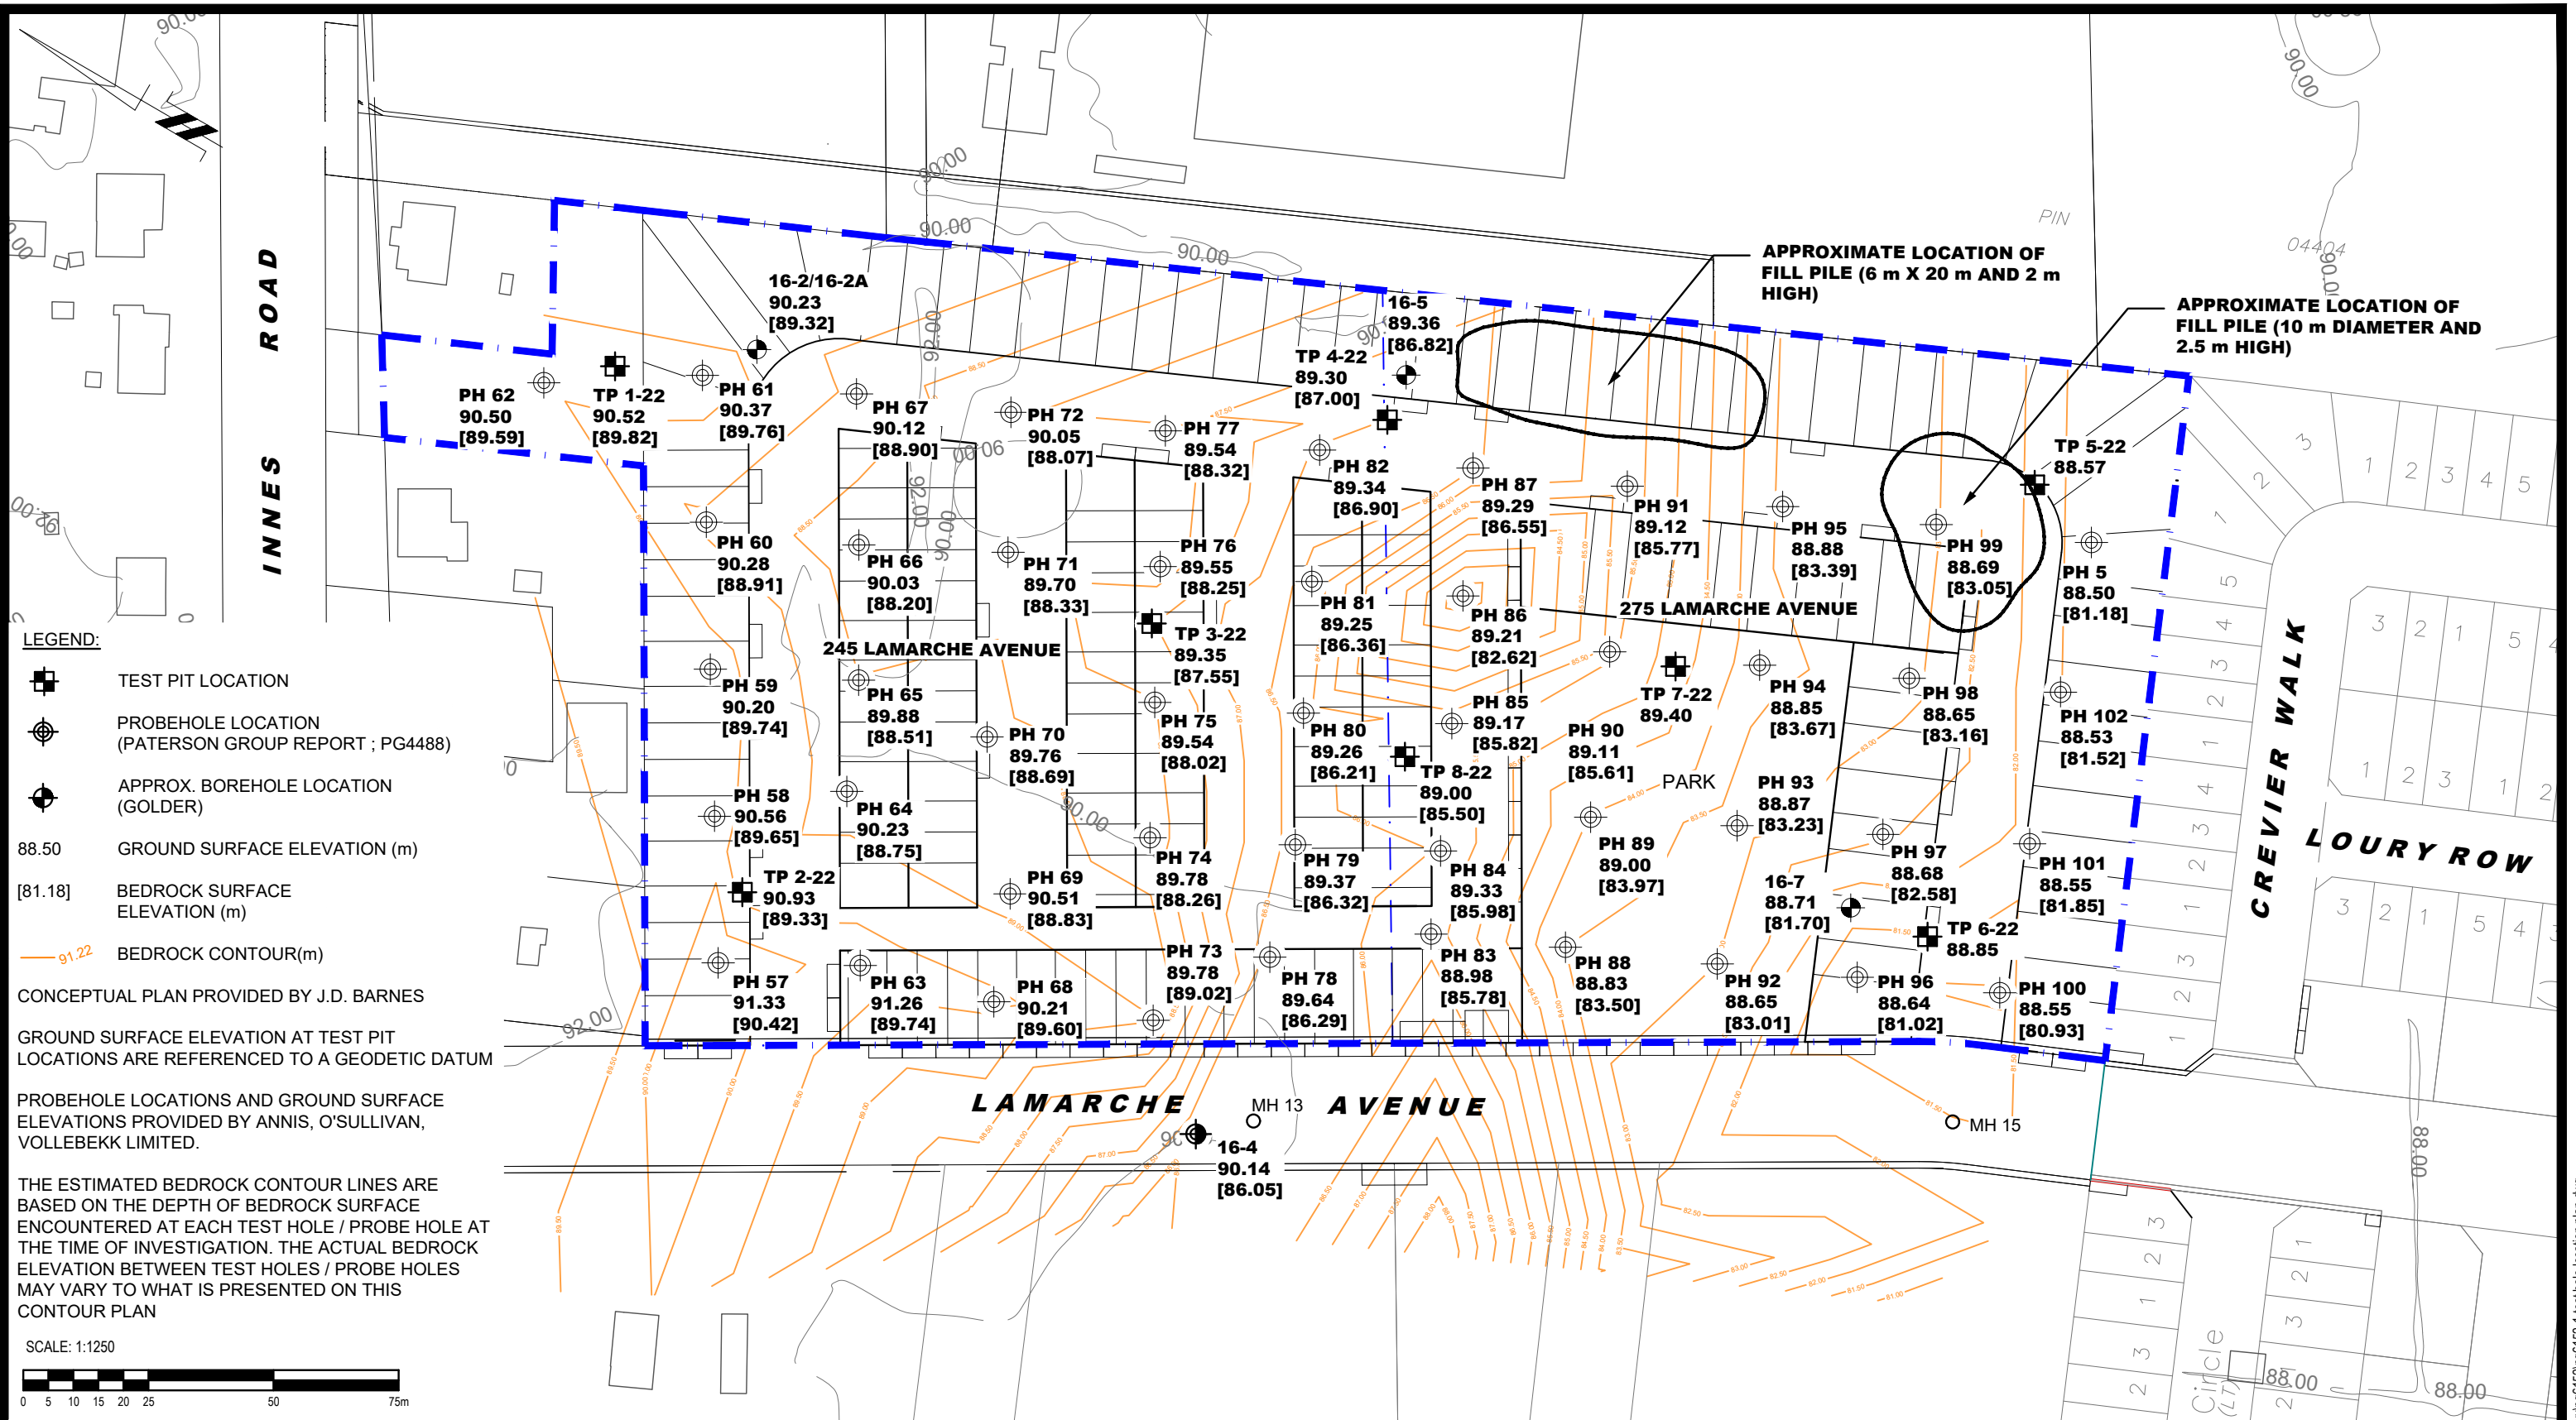 INNES ROAD
90.00
90.00
90.00
90.00
90.00
PIN
04404
90.00
92.00
APPROXIMATE LOCATION OF
FILL PILE (6 m X 20 m AND 2 m
HIGH)
APPROXIMATE LOCATION OF
FILL PILE (10 m DIAMETER AND
2.5 m HIGH)
16-2/16-2A
90.23
[89.32]
16-5
89.36
[86.82]
TP 4-22
89.30
[87.00]
PH 62
90.50
[89.59]
TP 1-22
90.52
[89.82]
PH 61
90.37
[89.76]
PH 67
90.12
[88.90]
PH 72
90.05
[88.07]
PH 77
89.54
[88.32]
PH 82
89.34
[86.90]
PH 87
89.29
[86.55]
PH 91
89.12
[85.77]
PH 95
88.88
[83.39]
PH 99
88.69
[83.05]
TP 5-22
88.57
PH 5
88.50
[81.18]
PH 60
90.28
[88.91]
PH 66
90.03
[88.20]
PH 71
89.70
[88.33]
PH 76
89.55
[88.25]
PH 81
89.25
[86.36]
PH 86
89.21
[82.62]
275 LAMARCHE AVENUE
245 LAMARCHE AVENUE
TP 3-22
89.35
[87.55]
PH 59
90.20
[89.74]
PH 65
89.88
[88.51]
PH 70
89.76
[88.69]
PH 75
89.54
[88.02]
PH 80
89.26
[86.21]
PH 85
89.17
[85.82]
TP 7-22
89.40
PH 94
88.85
[83.67]
PH 98
88.65
[83.16]
PH 102
88.53
[81.52]
PH 90
89.11
[85.61]
PARK
TP 8-22
89.00
[85.50]
PH 93
88.87
[83.23]
PH 58
90.56
[89.65]
PH 64
90.23
[88.75]
90.00
PH 74
89.78
[88.26]
PH 79
89.37
[86.32]
PH 84
89.33
[85.98]
PH 89
89.00
[83.97]
PH 97
88.68
[82.58]
PH 101
88.55
[81.85]
16-7
88.71
[81.70]
TP 2-22
90.93
[89.33]
PH 69
90.51
[88.83]
TP 6-22
88.85
PH 57
91.33
[90.42]
PH 63
91.26
[89.74]
PH 68
90.21
[89.60]
PH 73
89.78
[89.02]
PH 78
89.64
[86.29]
PH 83
88.98
[85.78]
PH 88
88.83
[83.50]
PH 92
88.65
[83.01]
PH 96
88.64
[81.02]
PH 100
88.55
[80.93]
92.00
LAMARCHE AVENUE
MH 13
MH 15
16-4
90.14
[86.05]
CREVIER WALK
LOURY ROW
88.00
88.00
88.00
Circle
(LT)
LEGEND:
TEST PIT LOCATION
PROBEHOLE LOCATION
(PATERSON GROUP REPORT ; PG4488)
APPROX. BOREHOLE LOCATION
(GOLDER)
88.50 GROUND SURFACE ELEVATION (m)
[81.18] BEDROCK SURFACE
ELEVATION (m)
91.22 BEDROCK CONTOUR(m)
CONCEPTUAL PLAN PROVIDED BY J.D. BARNES
GROUND SURFACE ELEVATION AT TEST PIT
LOCATIONS ARE REFERENCED TO A GEODETIC DATUM
PROBEHOLE LOCATIONS AND GROUND SURFACE
ELEVATIONS PROVIDED BY ANNIS, O'SULLIVAN,
VOLLEBEKK LIMITED.
THE ESTIMATED BEDROCK CONTOUR LINES ARE
BASED ON THE DEPTH OF BEDROCK SURFACE
ENCOUNTERED AT EACH TEST HOLE / PROBE HOLE AT
THE TIME OF INVESTIGATION. THE ACTUAL BEDROCK
ELEVATION BETWEEN TEST HOLES / PROBE HOLES
MAY VARY TO WHAT IS PRESENTED ON THIS
CONTOUR PLAN
SCALE: 1:1250
0 5 10 15 20 25 50 75m